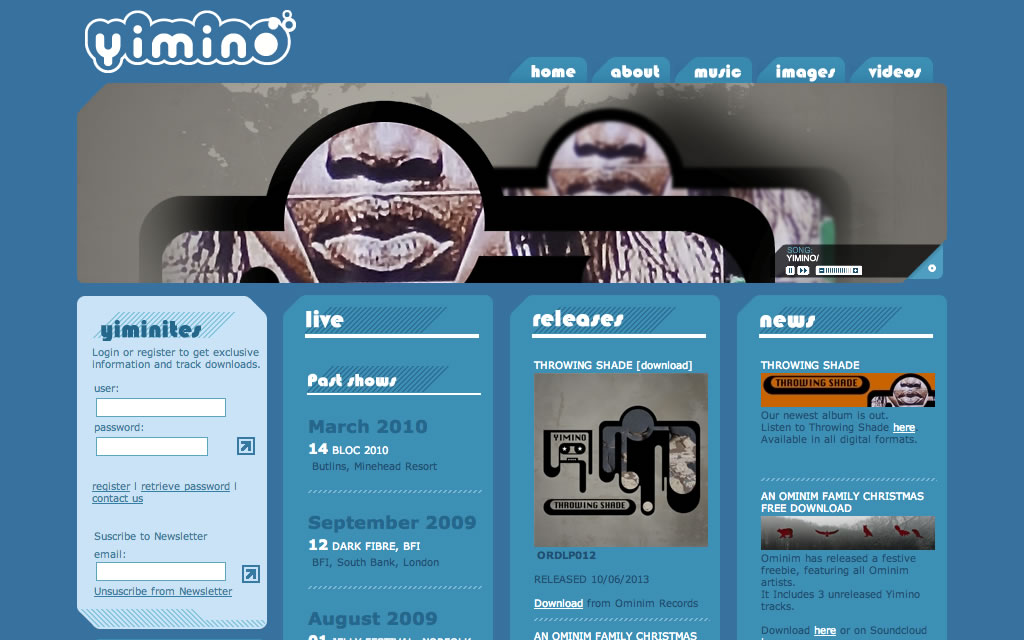 yimino
home
about
music
images
videos
SONG:
YIMINO/
yiminites
Login or register to get exclusive
information and track downloads.
user:
password:
register | retrieve password |
contact us
Suscribe to Newsletter
email:
Unsuscribe from Newsletter
live
Past shows
March 2010
14 BLOC 2010
Butlins, Minehead Resort
September 2009
12 DARK FIBRE, BFI
BFI, South Bank, London
August 2009
01 JELLY FESTIVAL, NORFOLK
releases
THROWING SHADE [download]
YIMINO
THROWING SHADE
ORDLP012
RELEASED 10/06/2013
Download from Ominim Records
AN OMINIM FAMILY CHRISTMAS
news
THROWING SHADE
THROWING SHADE
Our newest album is out.
Listen to Throwing Shade here.
Available in all digital formats.
AN OMINIM FAMILY CHRISTMAS
FREE DOWNLOAD
Ominim has released a festive
freebie, featuring all Ominim
artists.
It Includes 3 unreleased Yimino
tracks.
Download here or on Soundcloud